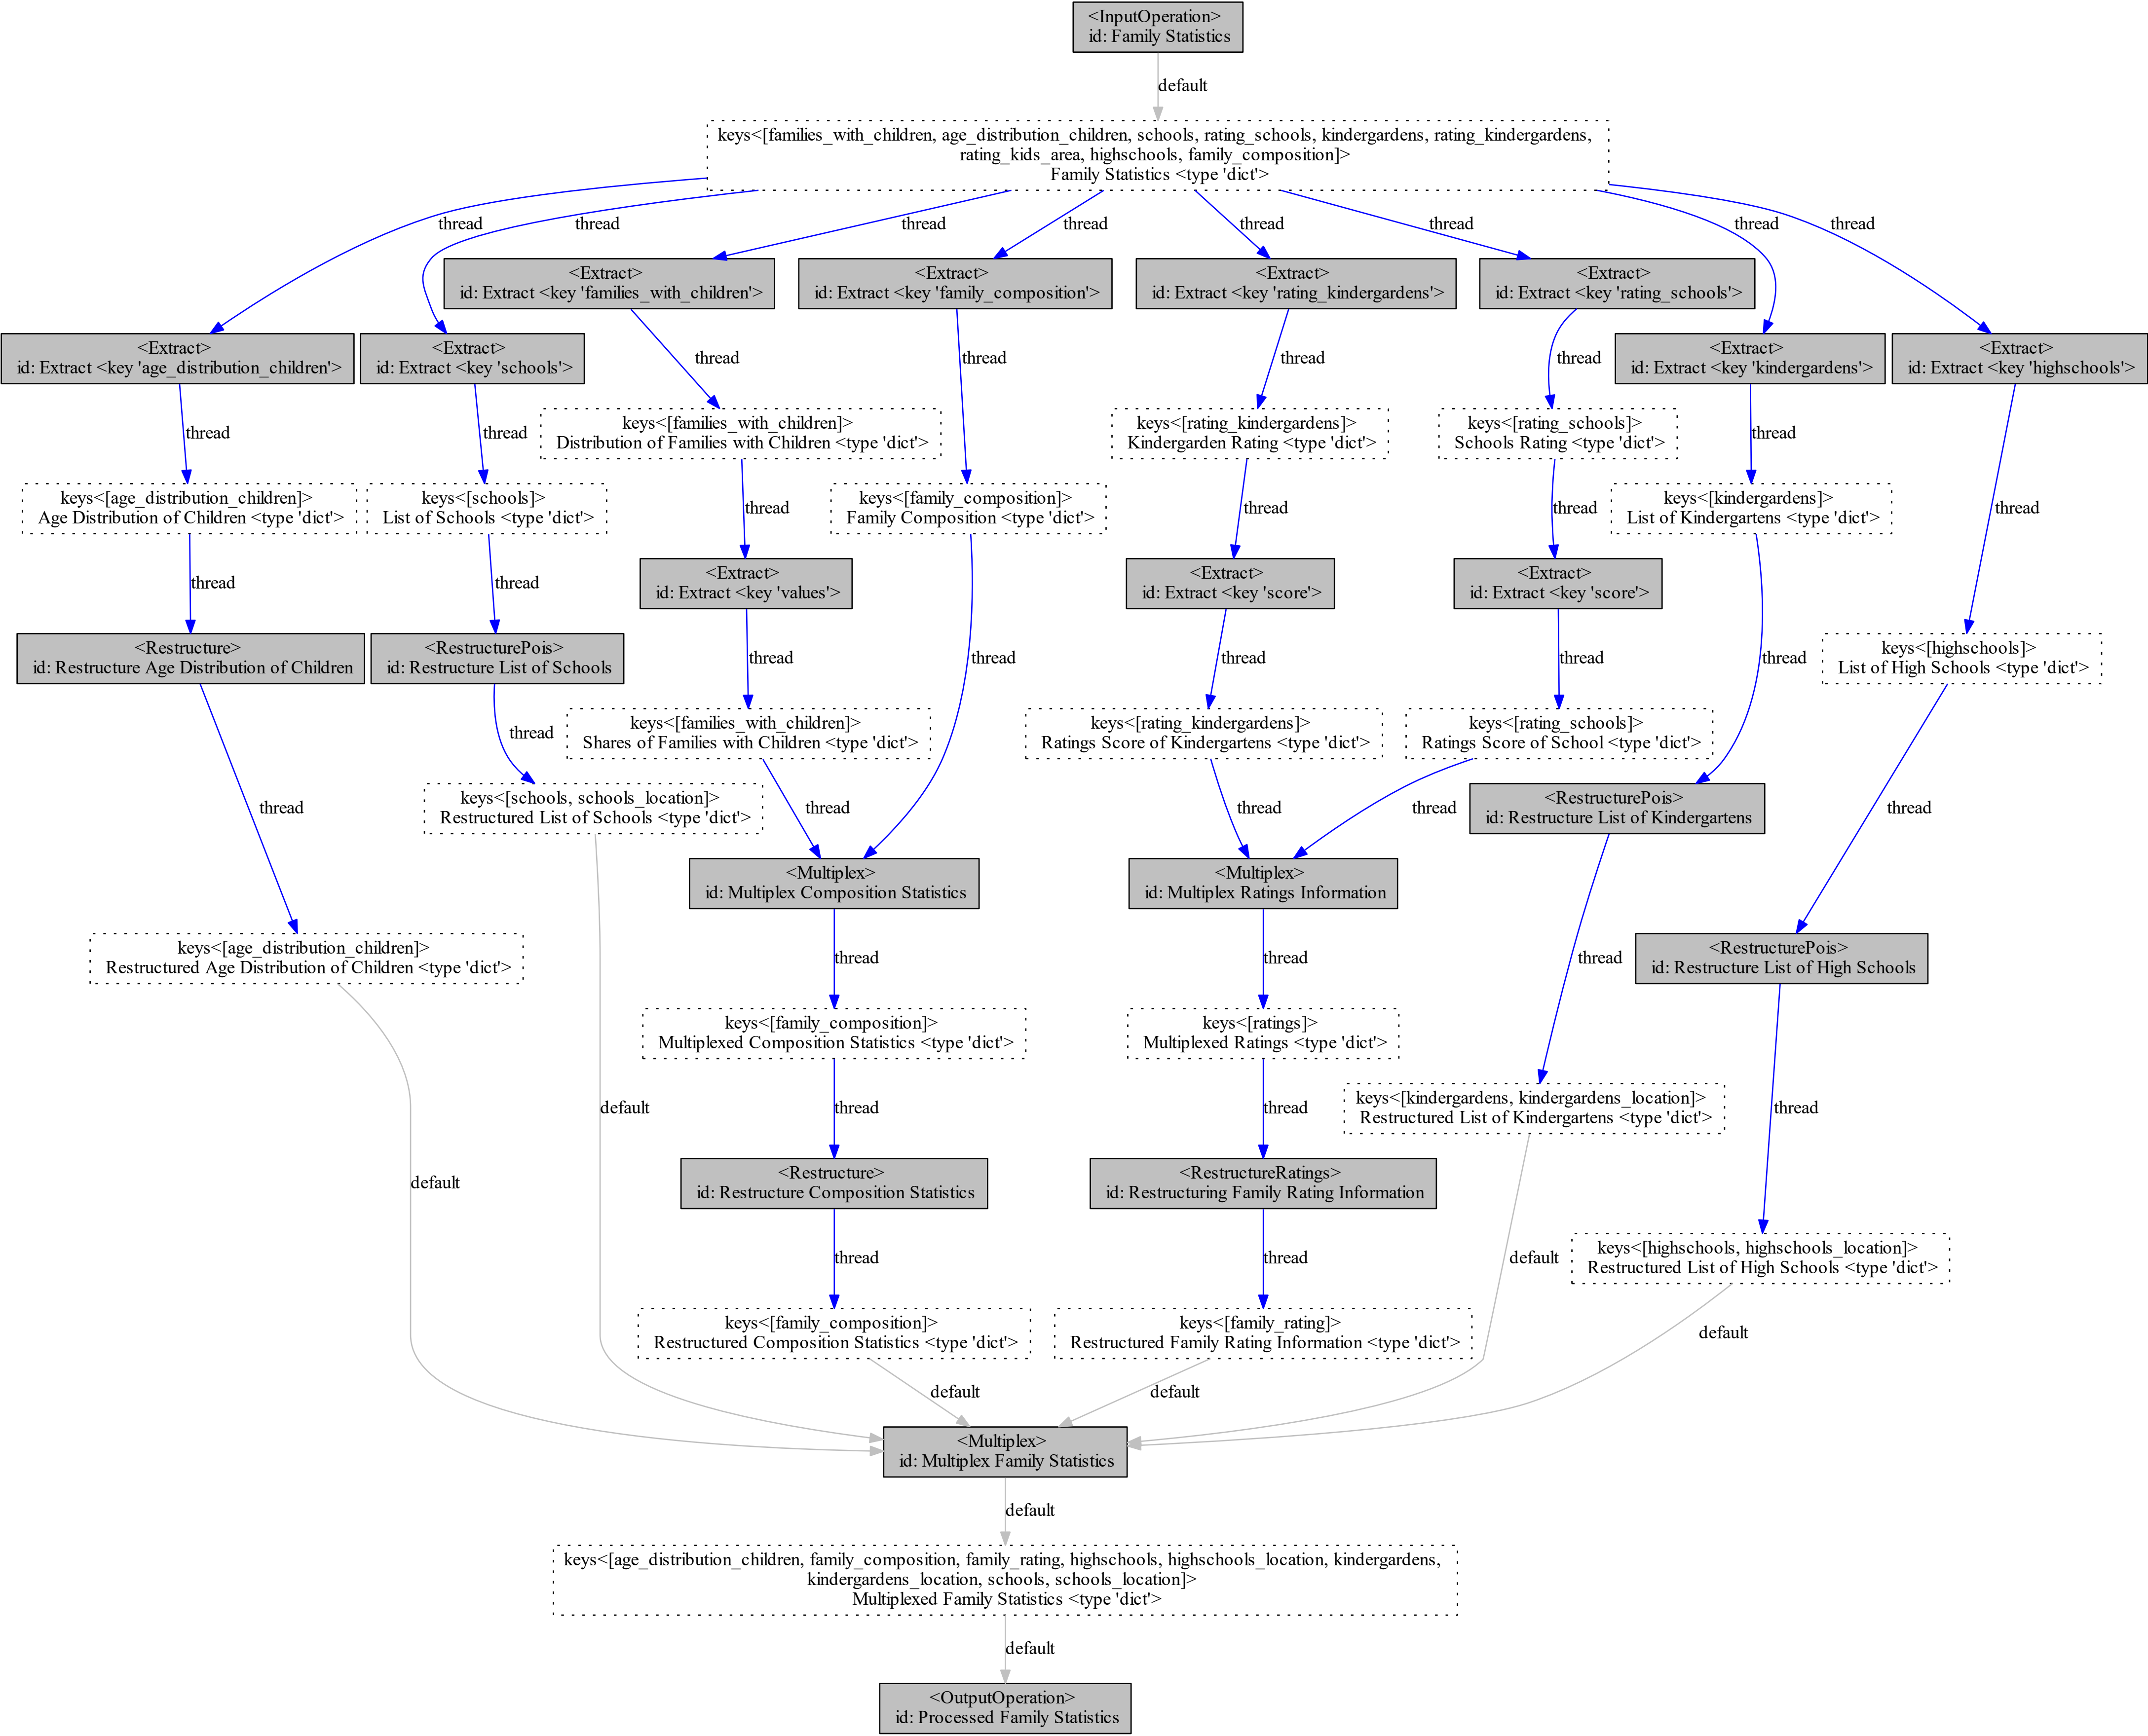 <InputOperation>
id: Family Statistics
default
keys<[families_with_children, age_distribution_children, schools, rating_schools, kindergardens, rating_kindergardens,
rating_kids_area, highschools, family_composition]>
Family Statistics <type 'dict'>
thread
thread
thread
thread
thread
thread
thread
thread
<Extract>
id: Extract <key 'families_with_children'>
<Extract>
id: Extract <key 'family_composition'>
<Extract>
id: Extract <key 'rating_kindergardens'>
<Extract>
id: Extract <key 'rating_schools'>
<Extract>
id: Extract <key 'age_distribution_children'>
<Extract>
id: Extract <key 'schools'>
thread
thread
thread
thread
<Extract>
id: Extract <key 'kindergardens'>
<Extract>
id: Extract <key 'highschools'>
thread
thread
keys<[families_with_children]>
Distribution of Families with Children <type 'dict'>
keys<[rating_kindergardens]>
Kindergarden Rating <type 'dict'>
keys<[rating_schools]>
Schools Rating <type 'dict'>
thread
keys<[age_distribution_children]>
Age Distribution of Children <type 'dict'>
keys<[schools]>
List of Schools <type 'dict'>
thread
keys<[family_composition]>
Family Composition <type 'dict'>
thread
thread
keys<[kindergardens]>
List of Kindergartens <type 'dict'>
thread
thread
thread
<Extract>
id: Extract <key 'values'>
<Extract>
id: Extract <key 'score'>
<Extract>
id: Extract <key 'score'>
<Restructure>
id: Restructure Age Distribution of Children
<RestructurePois>
id: Restructure List of Schools
thread
thread
thread
thread
thread
keys<[highschools]>
List of High Schools <type 'dict'>
thread
keys<[families_with_children]>
Shares of Families with Children <type 'dict'>
keys<[rating_kindergardens]>
Ratings Score of Kindergartens <type 'dict'>
keys<[rating_schools]>
Ratings Score of School <type 'dict'>
thread
keys<[schools, schools_location]>
Restructured List of Schools <type 'dict'>
thread
thread
thread
<RestructurePois>
id: Restructure List of Kindergartens
thread
<Multiplex>
id: Multiplex Composition Statistics
<Multiplex>
id: Multiplex Ratings Information
keys<[age_distribution_children]>
Restructured Age Distribution of Children <type 'dict'>
thread
thread
thread
<RestructurePois>
id: Restructure List of High Schools
keys<[family_composition]>
Multiplexed Composition Statistics <type 'dict'>
keys<[ratings]>
Multiplexed Ratings <type 'dict'>
default
thread
thread
keys<[kindergardens, kindergardens_location]>
Restructured List of Kindergartens <type 'dict'>
thread
default
<Restructure>
id: Restructure Composition Statistics
<RestructureRatings>
id: Restructuring Family Rating Information
thread
thread
default
keys<[highschools, highschools_location]>
Restructured List of High Schools <type 'dict'>
keys<[family_composition]>
Restructured Composition Statistics <type 'dict'>
keys<[family_rating]>
Restructured Family Rating Information <type 'dict'>
default
default
default
<Multiplex>
id: Multiplex Family Statistics
default
keys<[age_distribution_children, family_composition, family_rating, highschools, highschools_location, kindergardens,
kindergardens_location, schools, schools_location]>
Multiplexed Family Statistics <type 'dict'>
default
<OutputOperation>
id: Processed Family Statistics